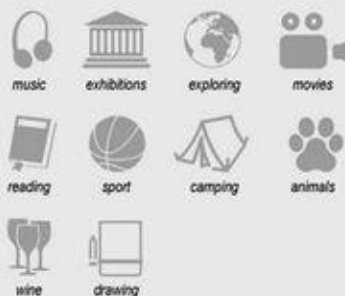 music exhibitions exploring movies
reading sport camping animals
wine drawing